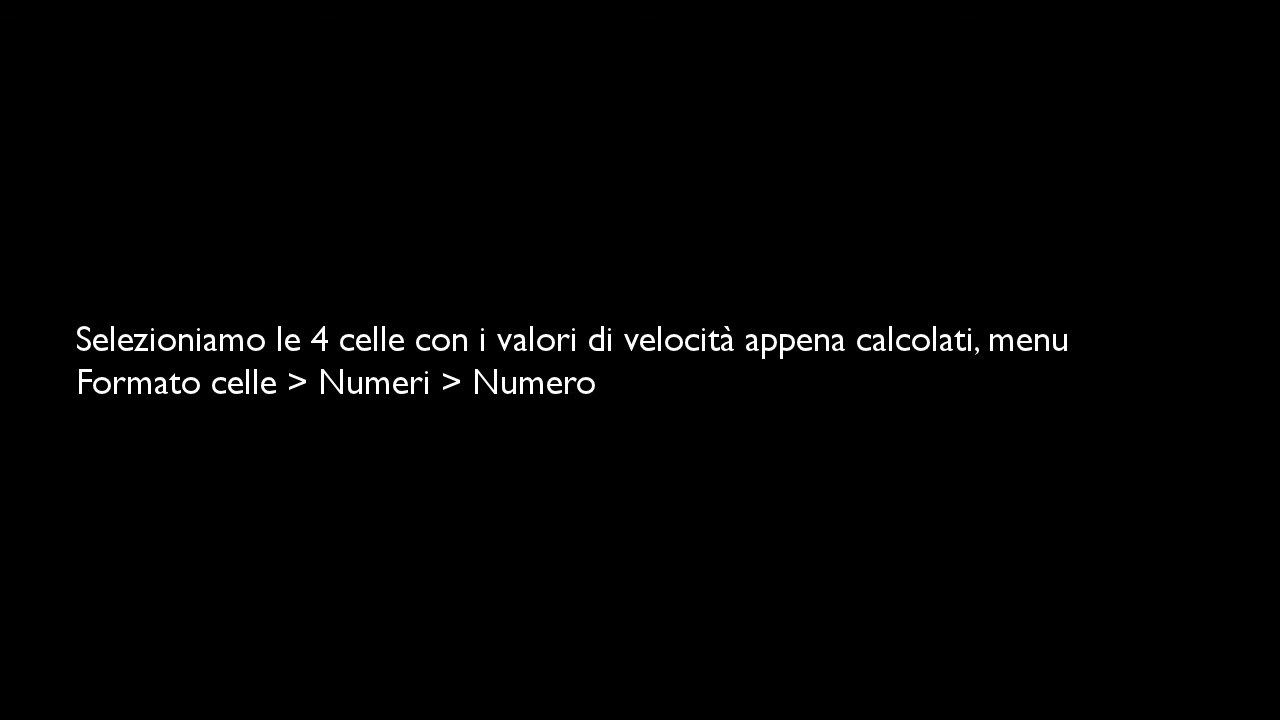 Selezioniamo le 4 celle con i valori di velocità appena calcolati, menu
Formato celle > Numeri > Numero